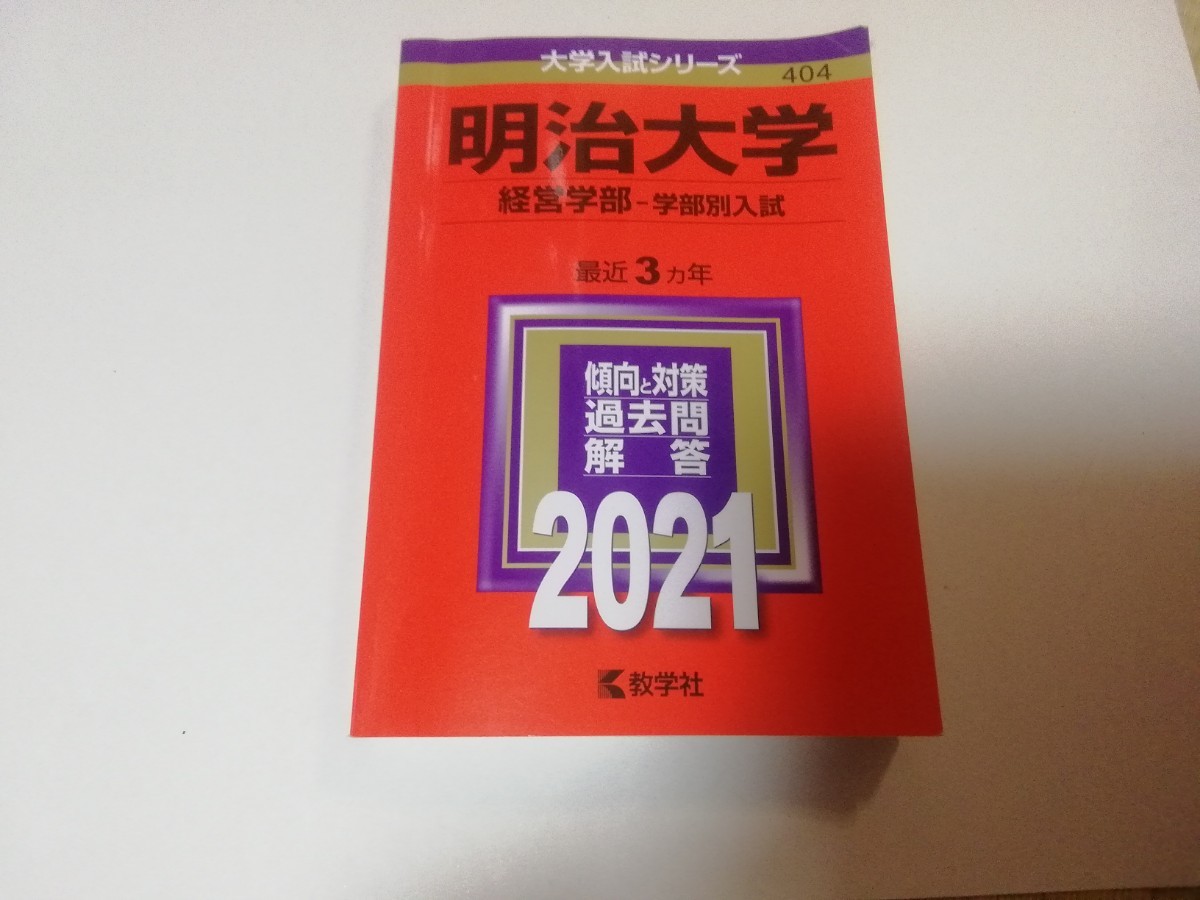 大学入試シリーズ
404
明治大学
経営学部-学部別入試
最近3ヵ年
傾向と対策
過去問
解答
2021
教学社